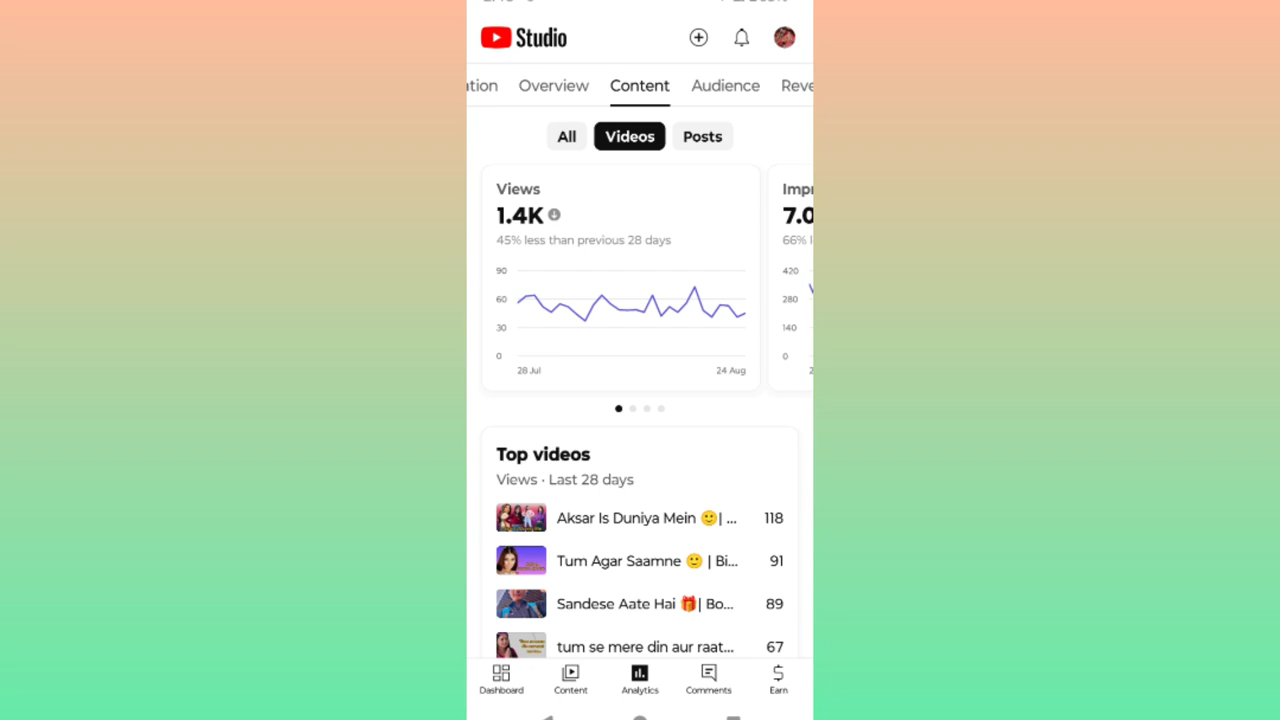 Studio
tion Overview Content Audience Reve
All Videos Posts
Views
1.4K
45% less than previous 28 days
90
60
30
0
28 Jul 24 Aug
Impr
7.0
66% l
420
280
140
0
2
Top videos
Views · Last 28 days
Aksar Is Duniya Mein 🙂| ... 118
Tum Agar Saamne 🙂 | Bi... 91
Sandese Aate Hai 🎁| Bo... 89
tum se mere din aur raat... 67
Dashboard Content Analytics Comments Earn